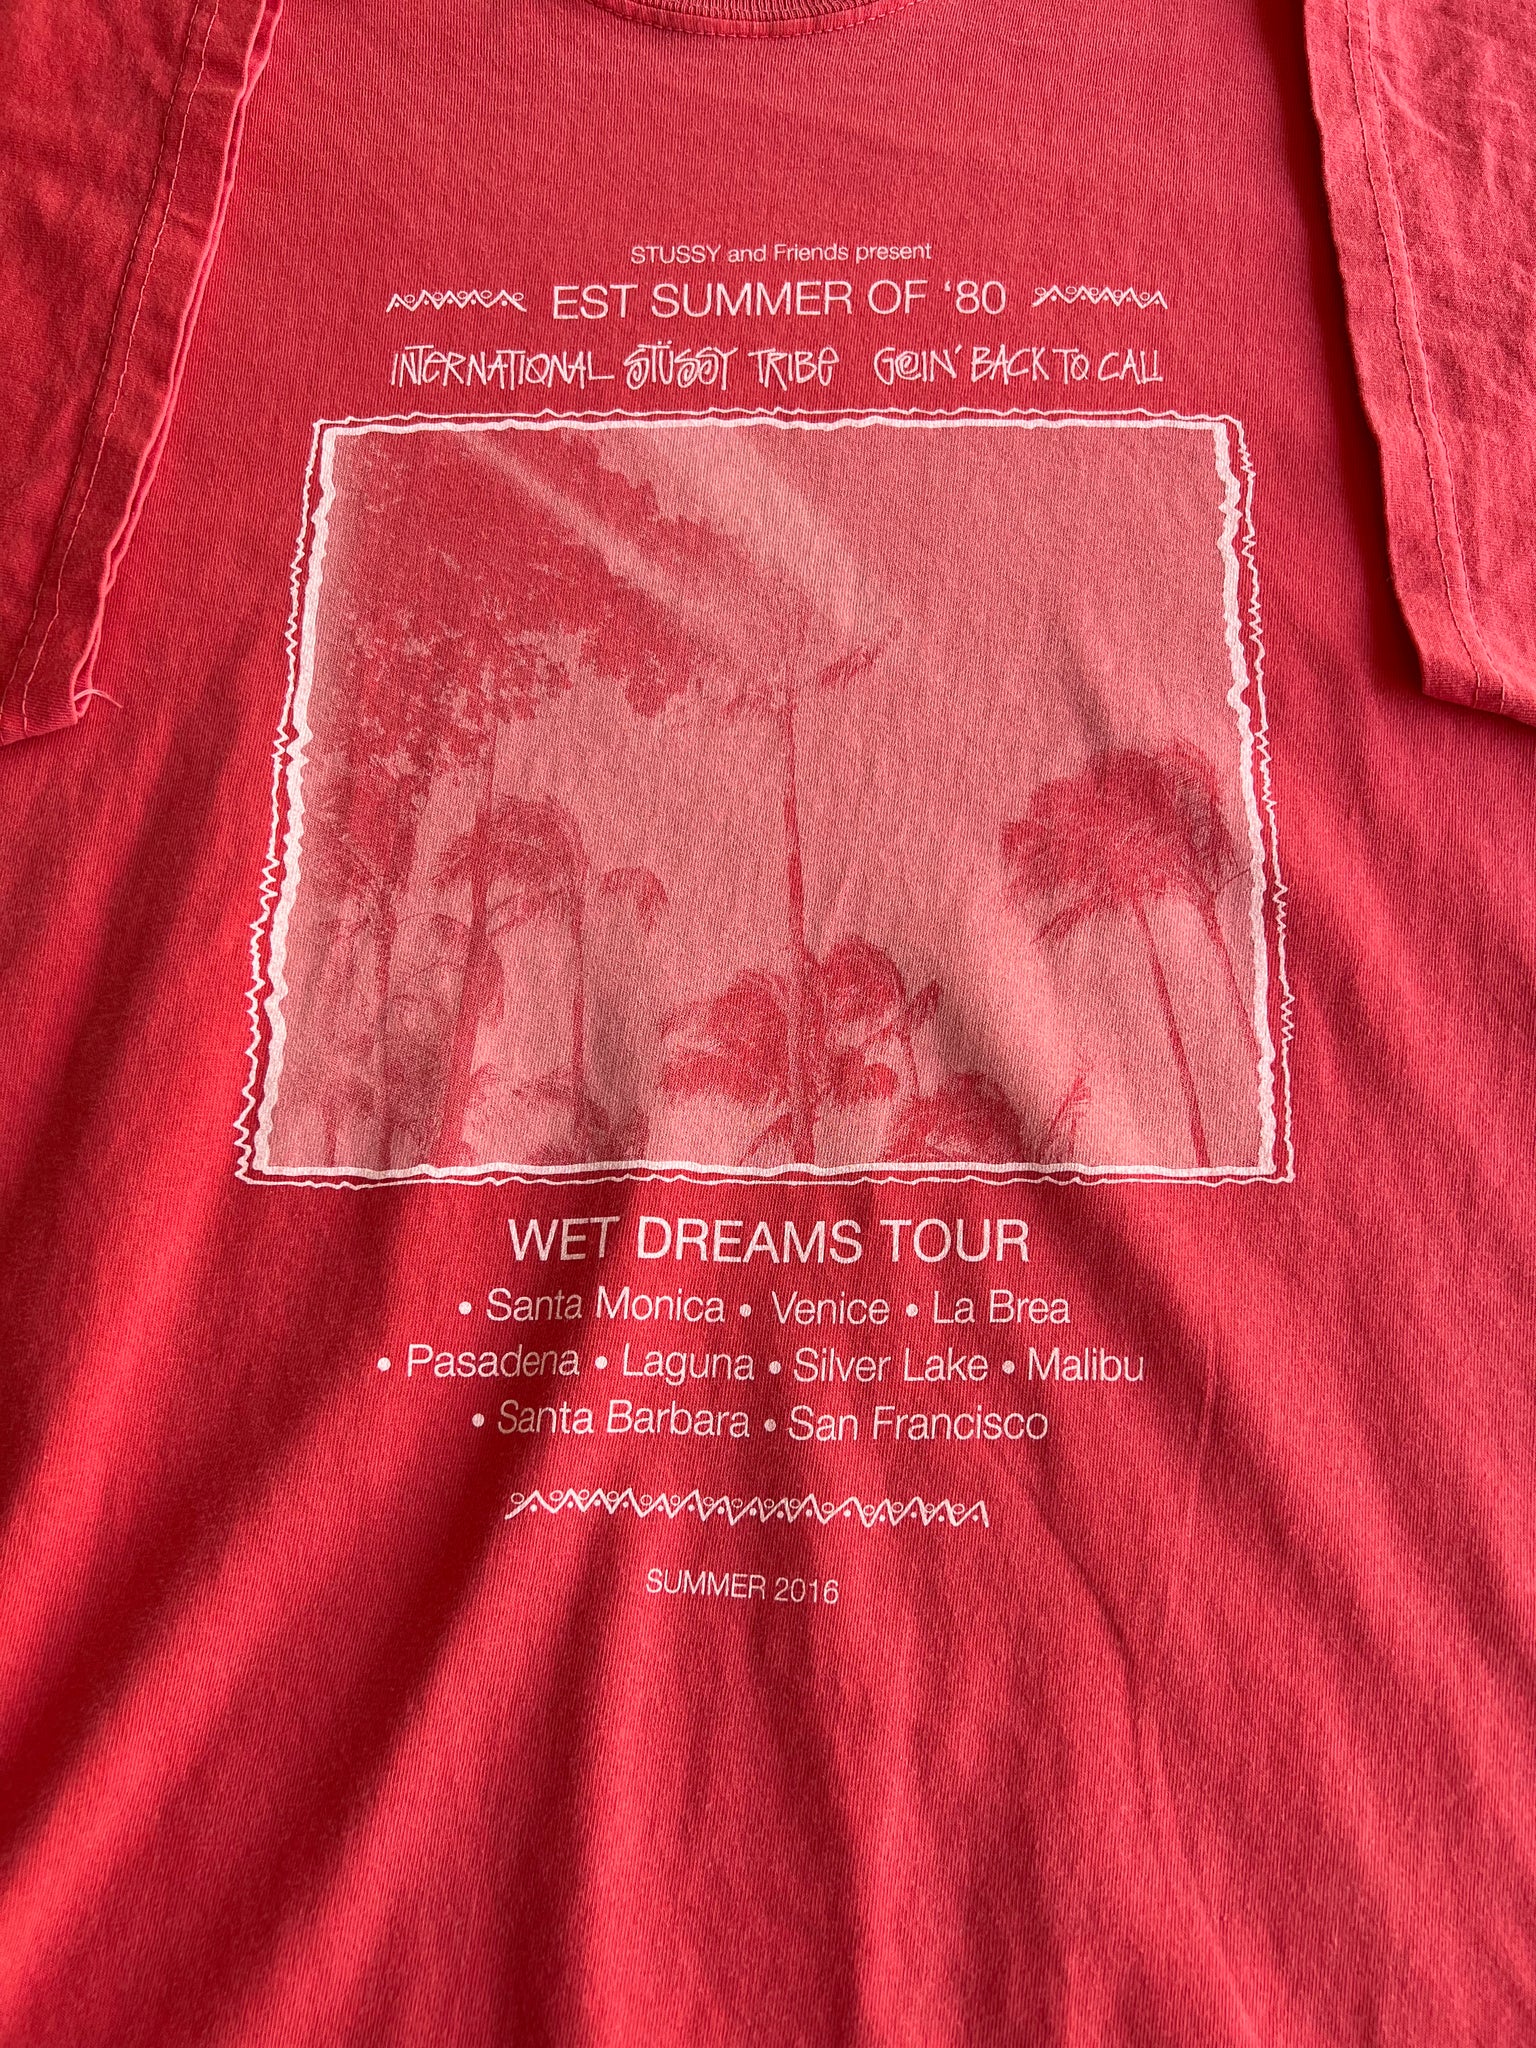 STUSSY and Friends present
EST SUMMER OF '80
INTERNATIONAL STÜSSY TRIBE GOIN' BACK TO CALI
WET DREAMS TOUR
• Santa Monica • Venice • La Brea
• Pasadena • Laguna • Silver Lake • Malibu
• Santa Barbara • San Francisco
SUMMER 2016